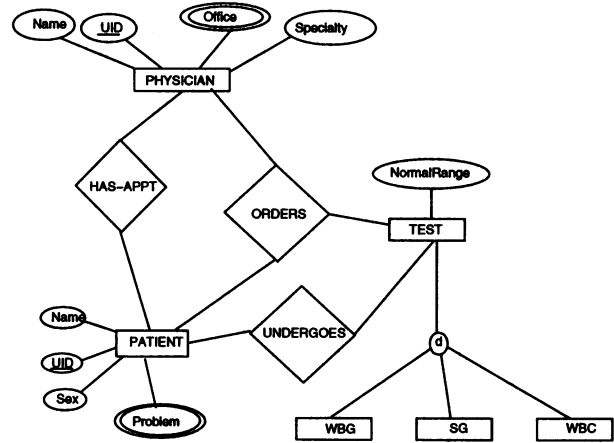 Name
UID
Office
Specialty
PHYSICIAN
HAS-APPT
ORDERS
NormalRange
TEST
Name
UID
Sex
PATIENT
UNDERGOES
d
Problem
WBG
SG
WBC